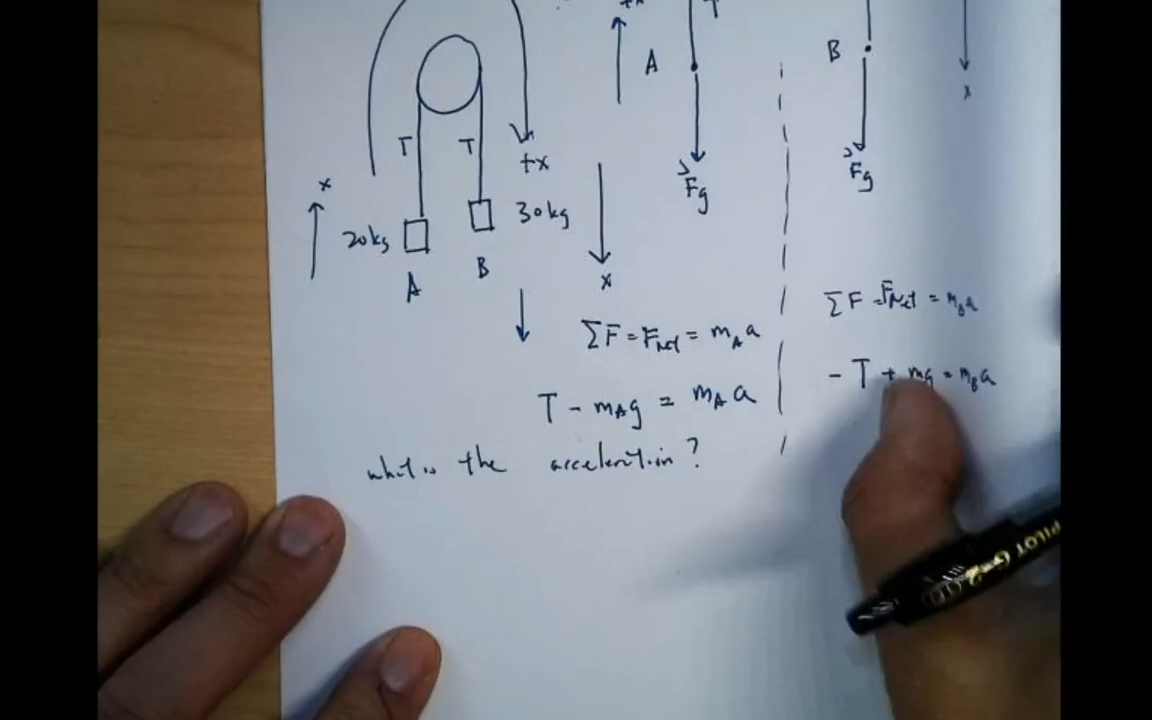 +x
T
A
B
x
Fg
Fg
T
T
+x
x
20kg
30kg
A
B
x
ΣF = FNet = mAa
ΣF = FNet = mBa
T - mAg = mAa
- T + mg = mBa
what is the acceleration?
PILOT G-2